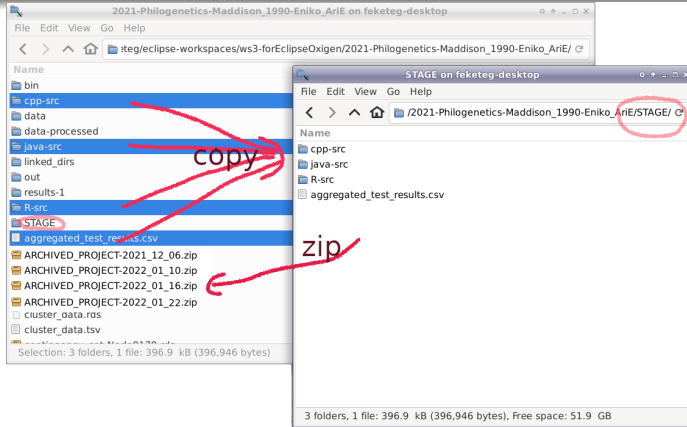 2021-Philogenetics-Maddison_1990-Eniko_AriE on feketeg-desktop
File Edit View Go Help
eteg/eclipse-workspaces/ws3-forEclipseOxigen/2021-Philogenetics-Maddison_1990-Eniko_AriE/
Name
bin
cpp-src
data
data-processed
java-src
linked_dirs
out
results-1
R-src
STAGE
aggregated_test_results.csv
ARCHIVED_PROJECT-2021_12_06.zip
ARCHIVED_PROJECT-2022_01_10.zip
ARCHIVED_PROJECT-2022_01_16.zip
ARCHIVED_PROJECT-2022_01_22.zip
cluster_data.rds
cluster_data.tsv
Selection: 3 folders, 1 file: 396.9 kB (396,946 bytes)
copy
zip
STAGE on feketeg-desktop
File Edit View Go Help
/2021-Philogenetics-Maddison_1990-Eniko_AriE/STAGE/
Name
cpp-src
java-src
R-src
aggregated_test_results.csv
3 folders, 1 file: 396.9 kB (396,946 bytes), Free space: 51.9 GB